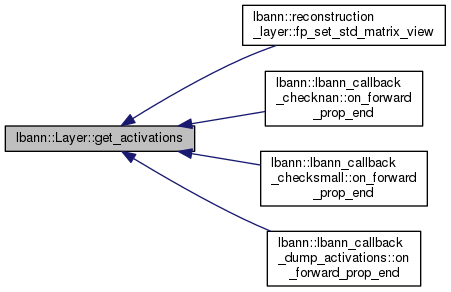 lbann::reconstruction
_layer::fp_set_std_matrix_view
lbann::lbann_callback
_checknan::on_forward
_prop_end
lbann::Layer::get_activations
lbann::lbann_callback
_checksmall::on_forward
_prop_end
lbann::lbann_callback
_dump_activations::on
_forward_prop_end